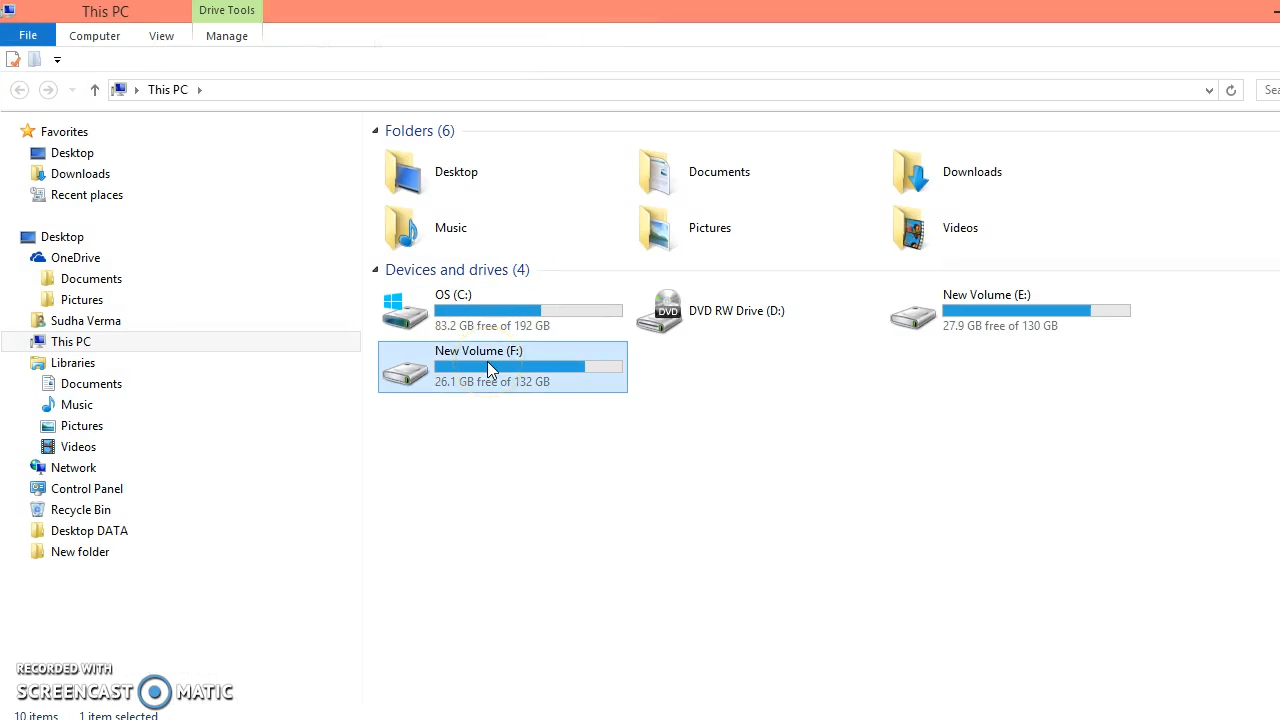 This PC
Drive Tools
File
Computer
View
Manage
This PC
Sea
Favorites
Desktop
Downloads
Recent places
Desktop
OneDrive
Documents
Pictures
Sudha Verma
This PC
Libraries
Documents
Music
Pictures
Videos
Network
Control Panel
Recycle Bin
Desktop DATA
New folder
Folders (6)
Desktop
Documents
Downloads
Music
Pictures
Videos
Devices and drives (4)
OS (C:)
83.2 GB free of 192 GB
DVD
DVD RW Drive (D:)
New Volume (E:)
27.9 GB free of 130 GB
New Volume (F:)
26.1 GB free of 132 GB
RECORDED WITH
SCREENCAST MATIC
10 items 1 item selected